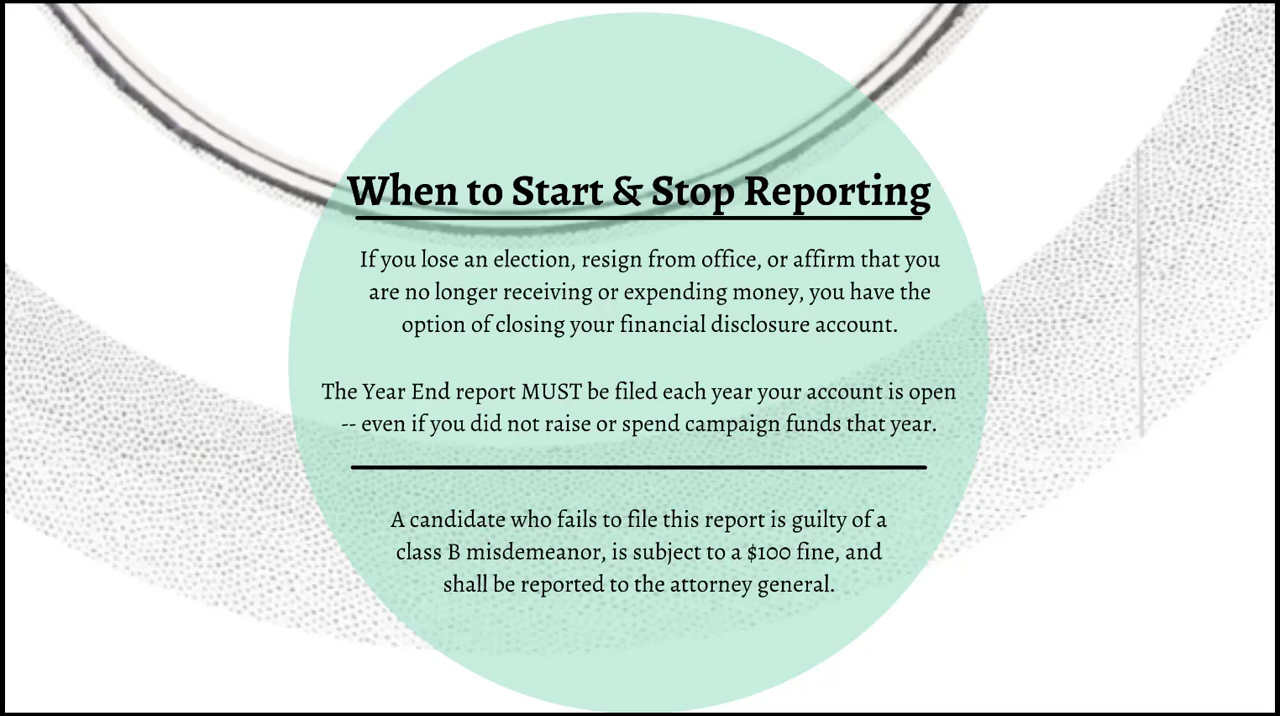 When to Start & Stop Reporting
If you lose an election, resign from office, or affirm that you
are no longer receiving or expending money, you have the
option of closing your financial disclosure account.
The Year End report MUST be filed each year your account is open
-- even if you did not raise or spend campaign funds that year.
A candidate who fails to file this report is guilty of a
class B misdemeanor, is subject to a $100 fine, and
shall be reported to the attorney general.